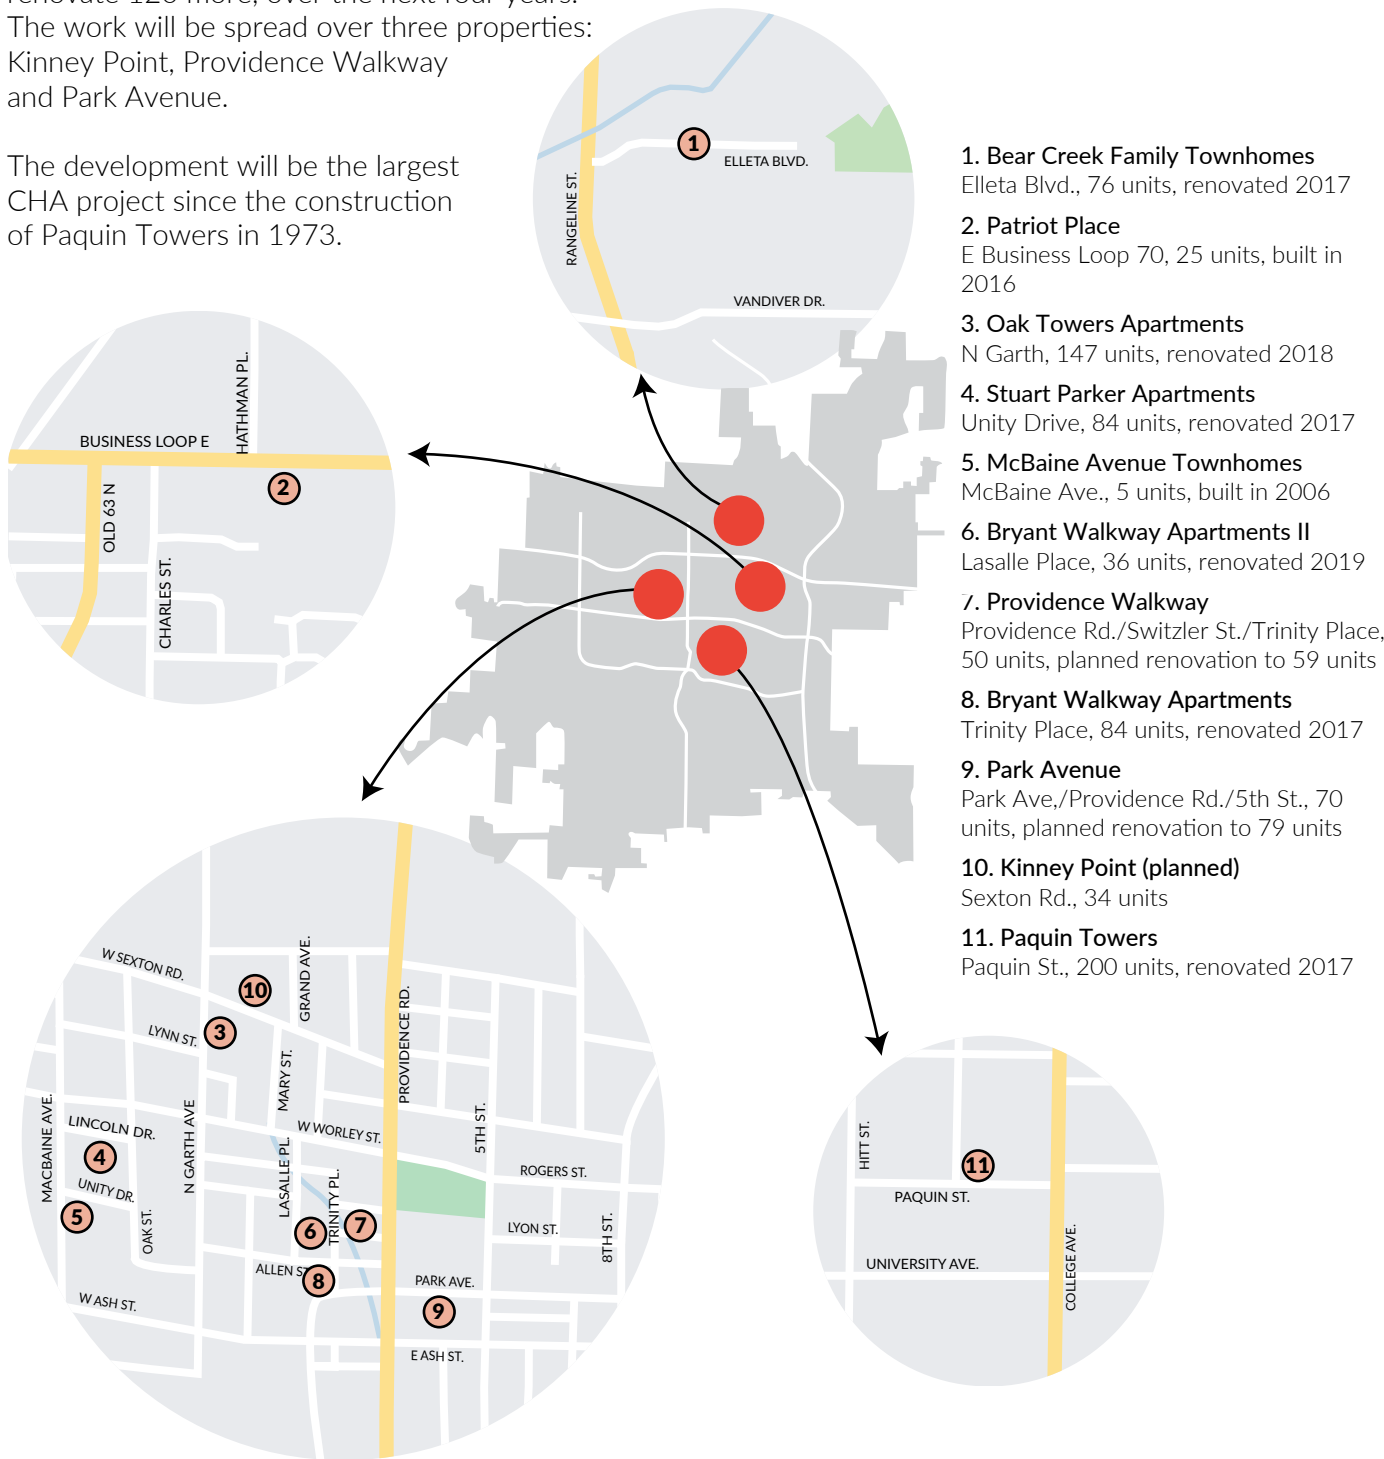 renovate 120 more, over the next four years.
The work will be spread over three properties:
Kinney Point, Providence Walkway
and Park Avenue.
The development will be the largest
CHA project since the construction
of Paquin Towers in 1973.
1
ELLETA BLVD.
RANGELINE ST.
VANDIVER DR.
1. Bear Creek Family Townhomes
Elleta Blvd., 76 units, renovated 2017
2. Patriot Place
E Business Loop 70, 25 units, built in
2016
3. Oak Towers Apartments
N Garth, 147 units, renovated 2018
4. Stuart Parker Apartments
Unity Drive, 84 units, renovated 2017
5. McBaine Avenue Townhomes
McBaine Ave., 5 units, built in 2006
6. Bryant Walkway Apartments II
Lasalle Place, 36 units, renovated 2019
7. Providence Walkway
Providence Rd./Switzler St./Trinity Place,
50 units, planned renovation to 59 units
8. Bryant Walkway Apartments
Trinity Place, 84 units, renovated 2017
9. Park Avenue
Park Ave,/Providence Rd./5th St., 70
units, planned renovation to 79 units
10. Kinney Point (planned)
Sexton Rd., 34 units
11. Paquin Towers
Paquin St., 200 units, renovated 2017
HATHMAN PL.
BUSINESS LOOP E
2
OLD 63 N
CHARLES ST.
W SEXTON RD.
GRAND AVE.
10
3
LYNN ST.
PROVIDENCE RD.
MARY ST.
MACBAINE AVE.
LINCOLN DR.
N GARTH AVE
W WORLEY ST.
5TH ST.
4
ROGERS ST.
UNITY DR.
LASALLE PL.
TRINITY PL.
5
OAK ST.
6
7
LYON ST.
8TH ST.
ALLEN S
8
PARK AVE.
W ASH ST.
9
E ASH ST.
HITT ST.
11
PAQUIN ST.
UNIVERSITY AVE.
COLLEGE AVE.